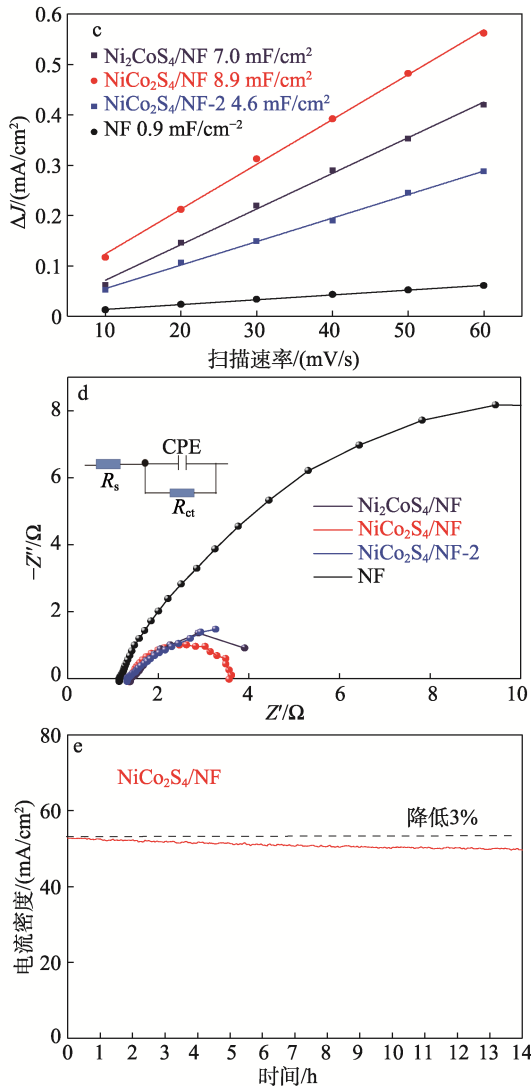 c
Ni₂CoS₄/NF 7.0 mF/cm²
NiCo₂S₄/NF 8.9 mF/cm²
NiCo₂S₄/NF-2 4.6 mF/cm²
NF 0.9 mF/cm⁻²
ΔJ/(mA/cm²)
0.6
0.5
0.4
0.3
0.2
0.1
0
10 20 30 40 50 60
扫描速率/(mV/s)
d
CPE
Rs
Rct
Ni₂CoS₄/NF
NiCo₂S₄/NF
NiCo₂S₄/NF-2
NF
−Z″/Ω
8
6
4
2
0
0 2 4 6 8 10
Z′/Ω
e
NiCo₂S₄/NF
降低3%
电流密度/(mA/cm²)
80
60
40
20
0
0 1 2 3 4 5 6 7 8 9 10 11 12 13 14
时间/h